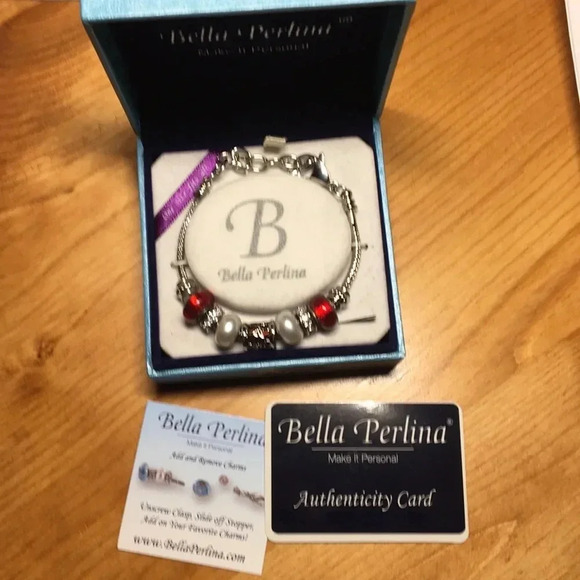 Bella Perlina
Make It Personal
B
Bella Perlina
Bella Perlina
Make It Personal
Add and Remove Charms
Unscrew Clasp, Slide off Stopper,
Add on Your Favorite Charms!
www.BellaPerlina.com
Bella Perlina®
Make It Personal
Authenticity Card